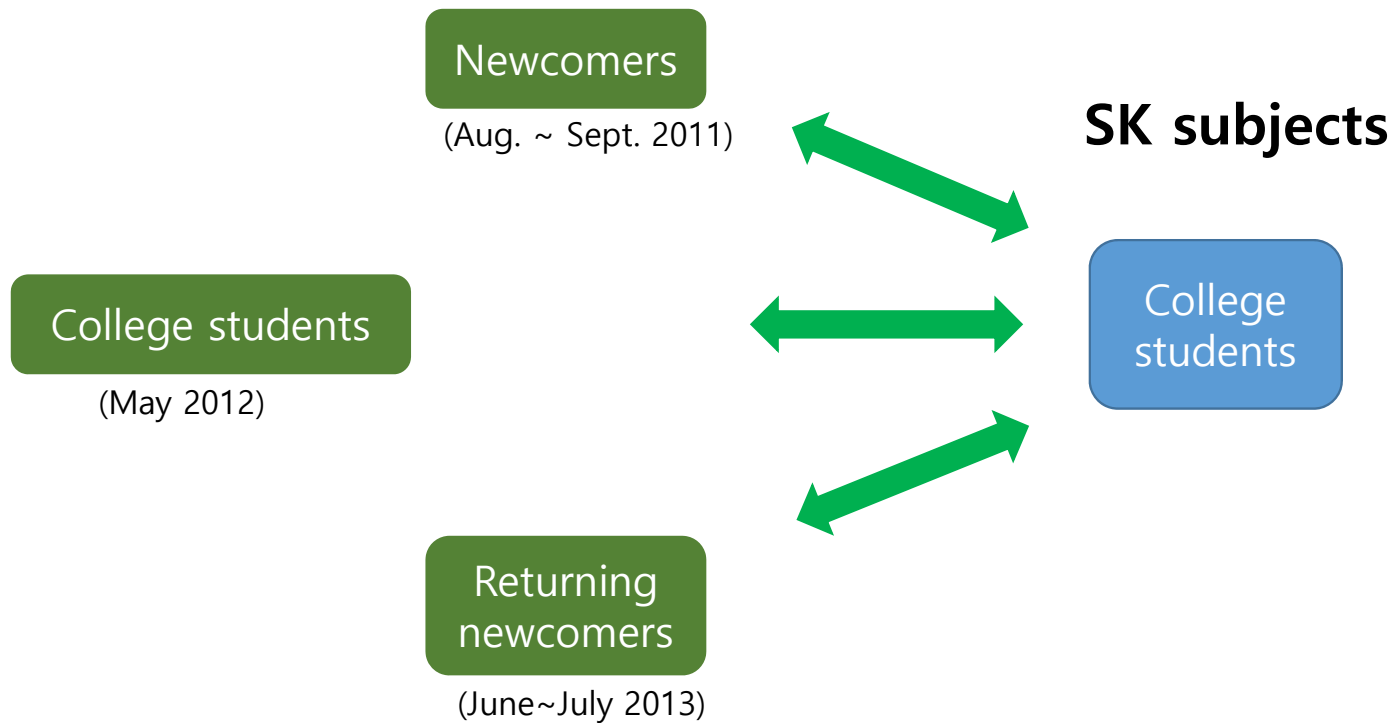 Newcomers
(Aug. ~ Sept. 2011)
SK subjects
College students
(May 2012)
College
students
Returning
newcomers
(June~July 2013)